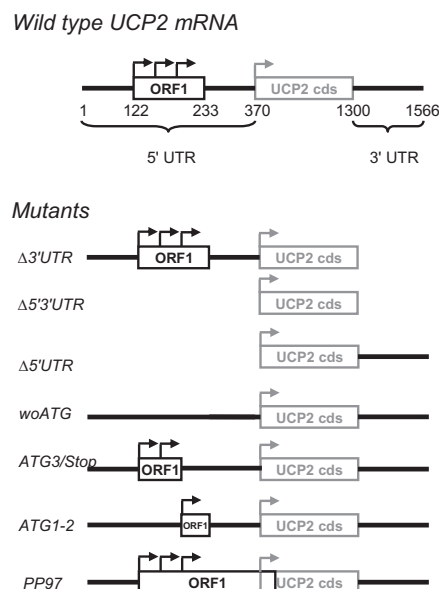 Wild type UCP2 mRNA
ORF1 UCP2 cds
1 122 233 370 1300 1566
5' UTR 3' UTR
Mutants
Δ3'UTR ORF1 UCP2 cds
Δ5'3'UTR UCP2 cds
Δ5'UTR UCP2 cds
woATG UCP2 cds
ATG3/Stop ORF1 UCP2 cds
ATG1-2 ORF1 UCP2 cds
PP97 ORF1 UCP2 cds